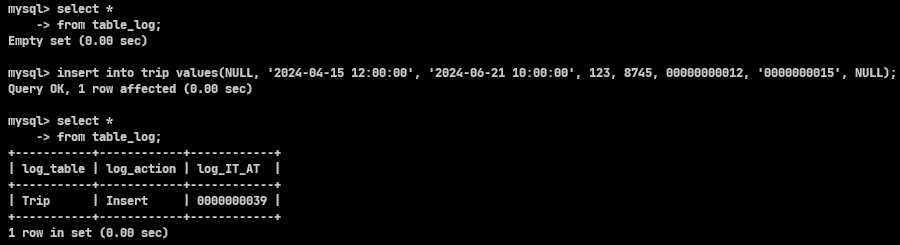 mysql> select *
    -> from table_log;
Empty set (0.00 sec)

mysql> insert into trip values(NULL, '2024-04-15 12:00:00', '2024-06-21 10:00:00', 123, 8745, 00000000012, '0000000015', NULL);
Query OK, 1 row affected (0.00 sec)

mysql> select *
    -> from table_log;
+-----------+------------+------------+
| log_table | log_action | log_IT_AT  |
+-----------+------------+------------+
| Trip      | Insert     | 0000000039 |
+-----------+------------+------------+
1 row in set (0.00 sec)